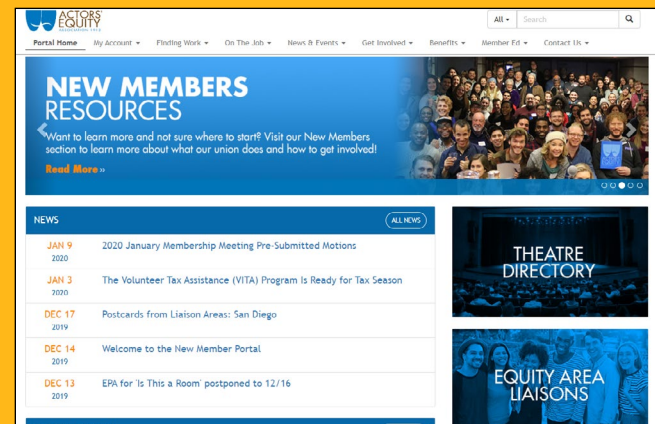 ACTORS'
EQUITY
ASSOCIATION 1913
All
Search
Portal Home My Account Finding Work On The Job News & Events Get Involved Benefits Member Ed Contact Us
NEW MEMBERS
RESOURCES
Want to learn more and not sure where to start? Visit our New Members
section to learn more about what our union does and how to get involved!
Read More »
NEWS
ALL NEWS
JAN 9
2020
2020 January Membership Meeting Pre-Submitted Motions
JAN 3
2020
The Volunteer Tax Assistance (VITA) Program Is Ready for Tax Season
DEC 17
2019
Postcards from Liaison Areas: San Diego
DEC 14
2019
Welcome to the New Member Portal
DEC 13
2019
EPA for 'Is This a Room' postponed to 12/16
THEATRE
DIRECTORY
EQUITY AREA
LIAISONS